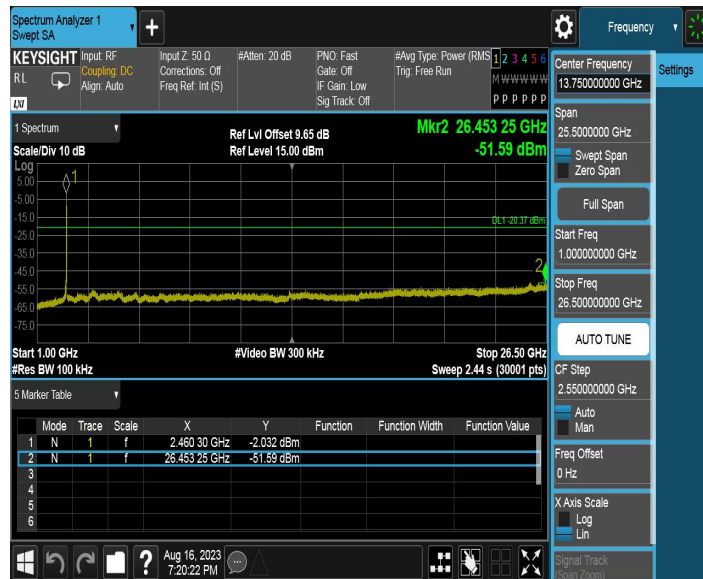 Spectrum Analyzer 1
Swept SA
+
Frequency
KEYSIGHT
RL
LXI
Input: RF
Coupling: DC
Align: Auto
Input Z: 50 Ω
Corrections: Off
Freq Ref: Int (S)
#Atten: 20 dB
PNO: Fast
Gate: Off
IF Gain: Low
Sig Track: Off
#Avg Type: Power (RMS
Trig: Free Run
1 2 3 4 5 6
M W W W W W
P P P P P P
1 Spectrum
Scale/Div 10 dB
Ref Lvl Offset 9.65 dB
Ref Level 15.00 dBm
Mkr2 26.453 25 GHz
-51.59 dBm
Log
5.00
-5.00
-15.0
-25.0
-35.0
-45.0
-55.0
-65.0
-75.0
1
DL1 -20.37 dBm
2
Start 1.00 GHz
#Res BW 100 kHz
#Video BW 300 kHz
Stop 26.50 GHz
Sweep 2.44 s (30001 pts)
5 Marker Table
Mode Trace Scale X Y Function Function Width Function Value
1 N 1 f 2.460 30 GHz -2.032 dBm
2 N 1 f 26.453 25 GHz -51.59 dBm
3
4
5
6
?
Aug 16, 2023
7:20:22 PM
Center Frequency
13.750000000 GHz
Span
25.5000000 GHz
Swept Span
Zero Span
Full Span
Start Freq
1.000000000 GHz
Stop Freq
26.500000000 GHz
AUTO TUNE
CF Step
2.550000000 GHz
Auto
Man
Freq Offset
0 Hz
X Axis Scale
Log
Lin
Signal Track
(Span Zoom)
Settings